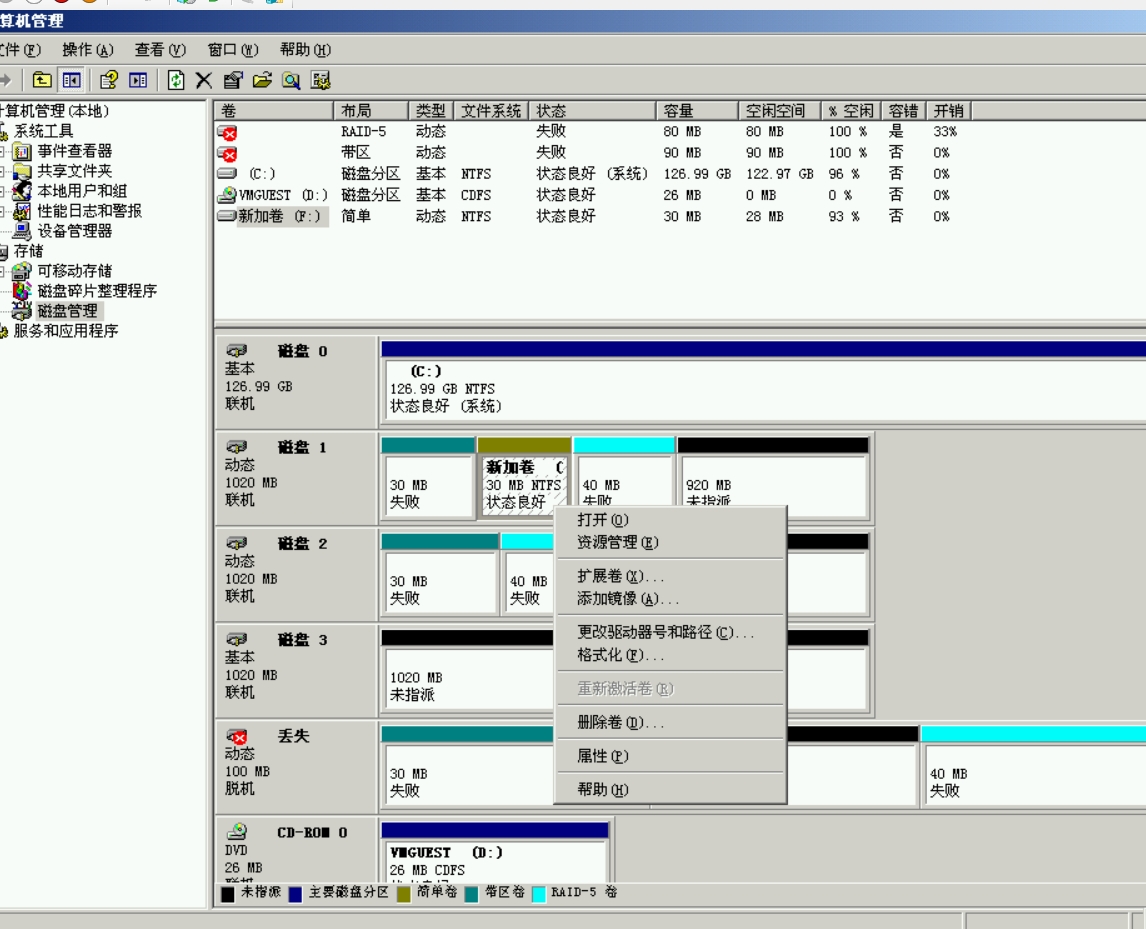 算机管理
文件(F) 操作(A) 查看(V) 窗口(W) 帮助(H)
计算机管理(本地)
系统工具
事件查看器
共享文件夹
本地用户和组
性能日志和警报
设备管理器
存储
可移动存储
磁盘碎片整理程序
磁盘管理
服务和应用程序
卷 布局 类型 文件系统 状态 容量 空闲空间 % 空闲 容错 开销
RAID-5 动态 失败 80 MB 80 MB 100 % 是 33%
带区 动态 失败 90 MB 90 MB 100 % 否 0%
(C:) 磁盘分区 基本 NTFS 状态良好 (系统) 126.99 GB 122.97 GB 96 % 否 0%
VMGUEST (D:) 磁盘分区 基本 CDFS 状态良好 26 MB 0 MB 0 % 否 0%
新加卷 (F:) 简单 动态 NTFS 状态良好 30 MB 28 MB 93 % 否 0%
磁盘 0
基本
126.99 GB
联机
(C:)
126.99 GB NTFS
状态良好 (系统)
磁盘 1
动态
1020 MB
联机
30 MB
失败
新加卷 (
30 MB NTFS
状态良好
40 MB
失败
920 MB
未指派
磁盘 2
动态
1020 MB
联机
30 MB
失败
40 MB
失败
磁盘 3
基本
1020 MB
联机
1020 MB
未指派
丢失
动态
100 MB
脱机
30 MB
失败
40 MB
失败
CD-ROM 0
DVD
26 MB
联机
VMGUEST (D:)
26 MB CDFS
打开(O)
资源管理(E)
扩展卷(X)...
添加镜像(A)...
更改驱动器号和路径(C)...
格式化(F)...
重新激活卷(R)
删除卷(D)...
属性(P)
帮助(H)
未指派 主要磁盘分区 简单卷 带区卷 RAID-5 卷